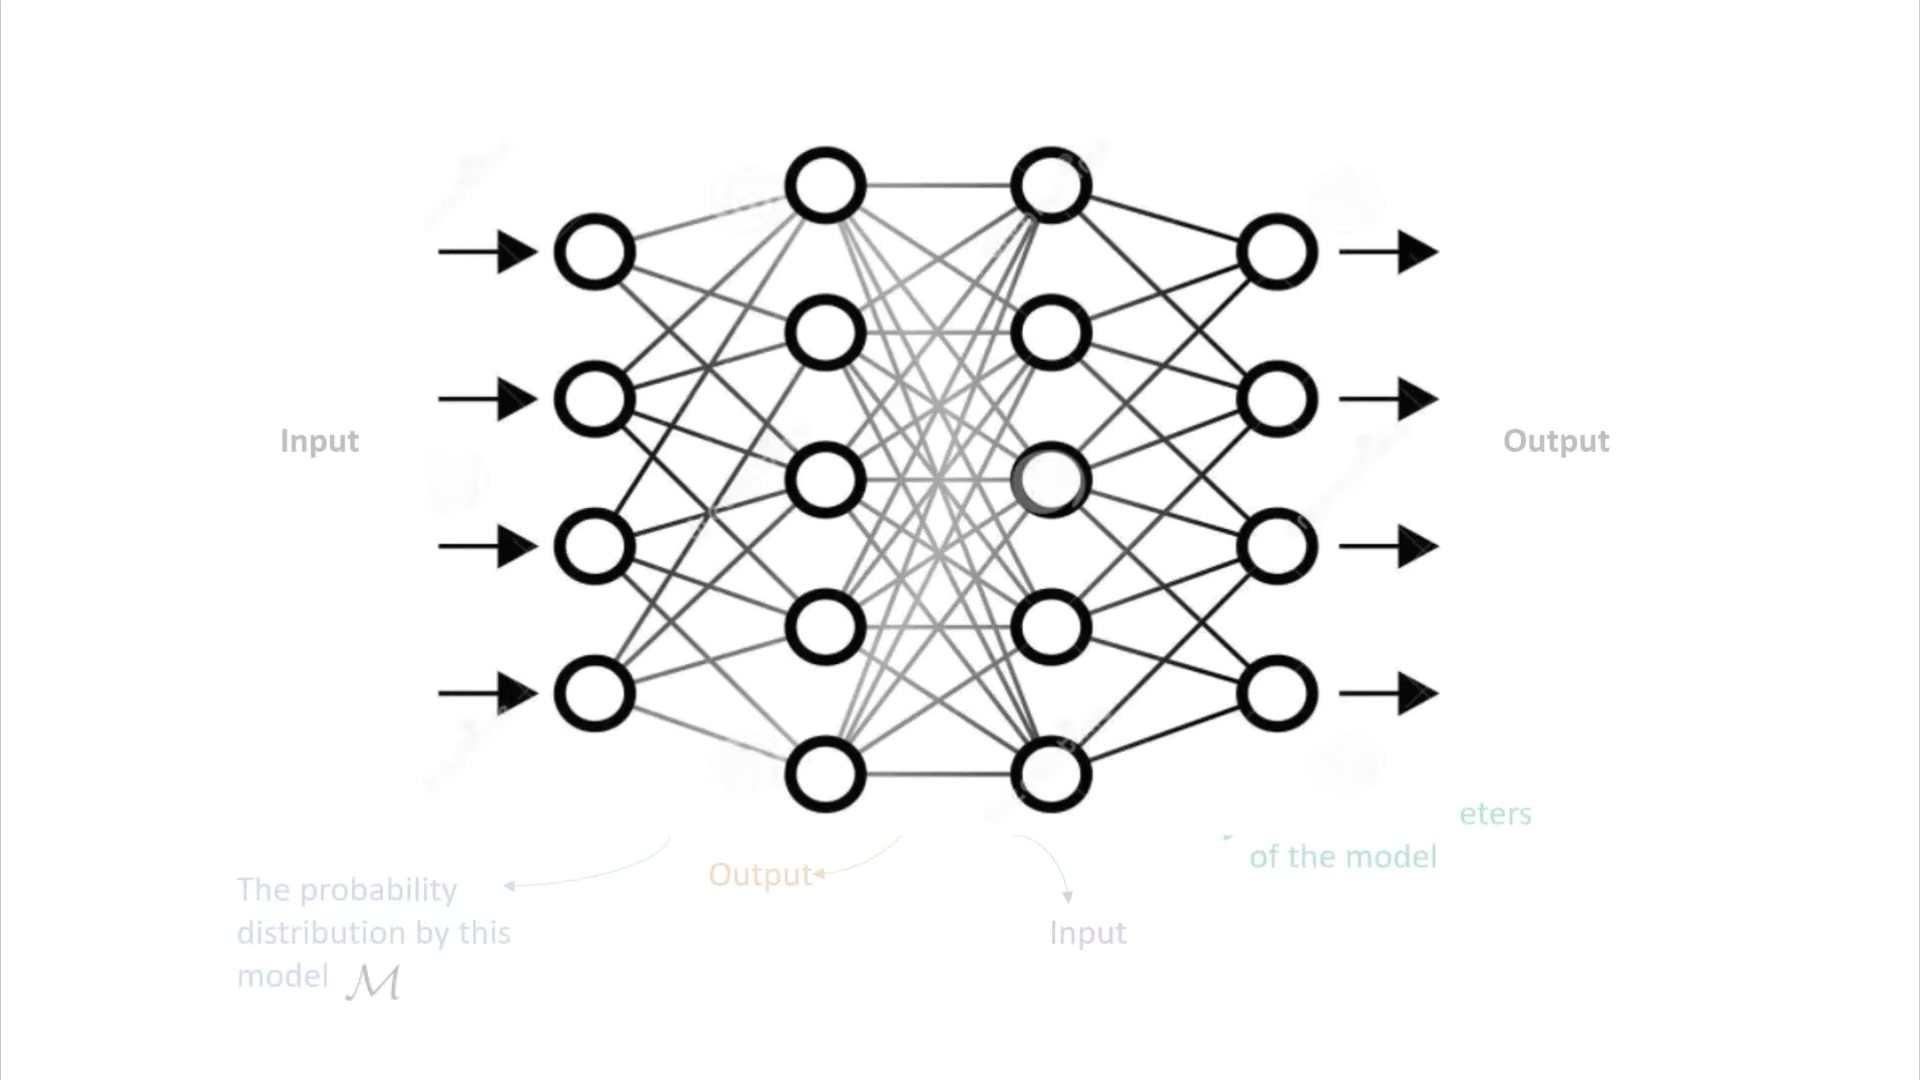 Input
Output
eters
of the model
Output
The probability
distribution by this
model ℳ
Input